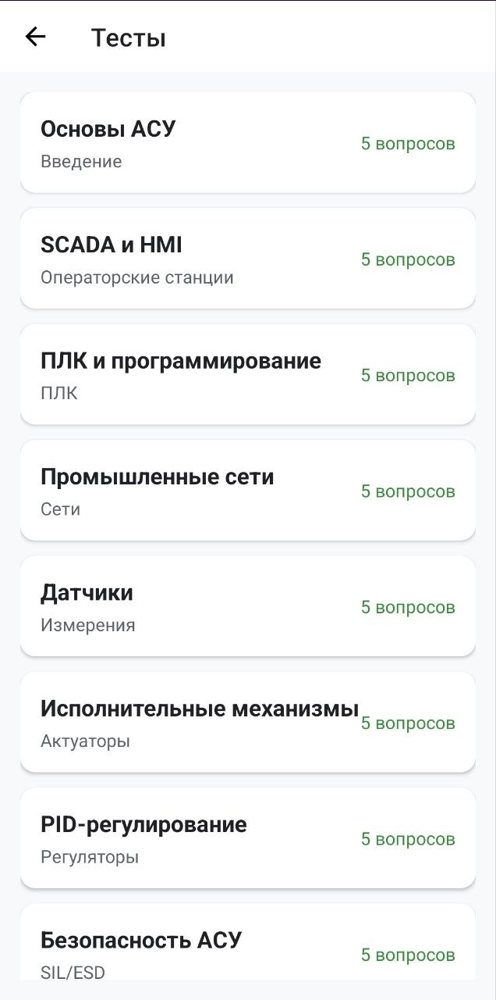 Тесты
Основы АСУ
Введение
5 вопросов
SCADA и HMI
Операторские станции
5 вопросов
ПЛК и программирование
ПЛК
5 вопросов
Промышленные сети
Сети
5 вопросов
Датчики
Измерения
5 вопросов
Исполнительные механизмы
Актуаторы
5 вопросов
PID-регулирование
Регуляторы
5 вопросов
Безопасность АСУ
SIL/ESD
5 вопросов